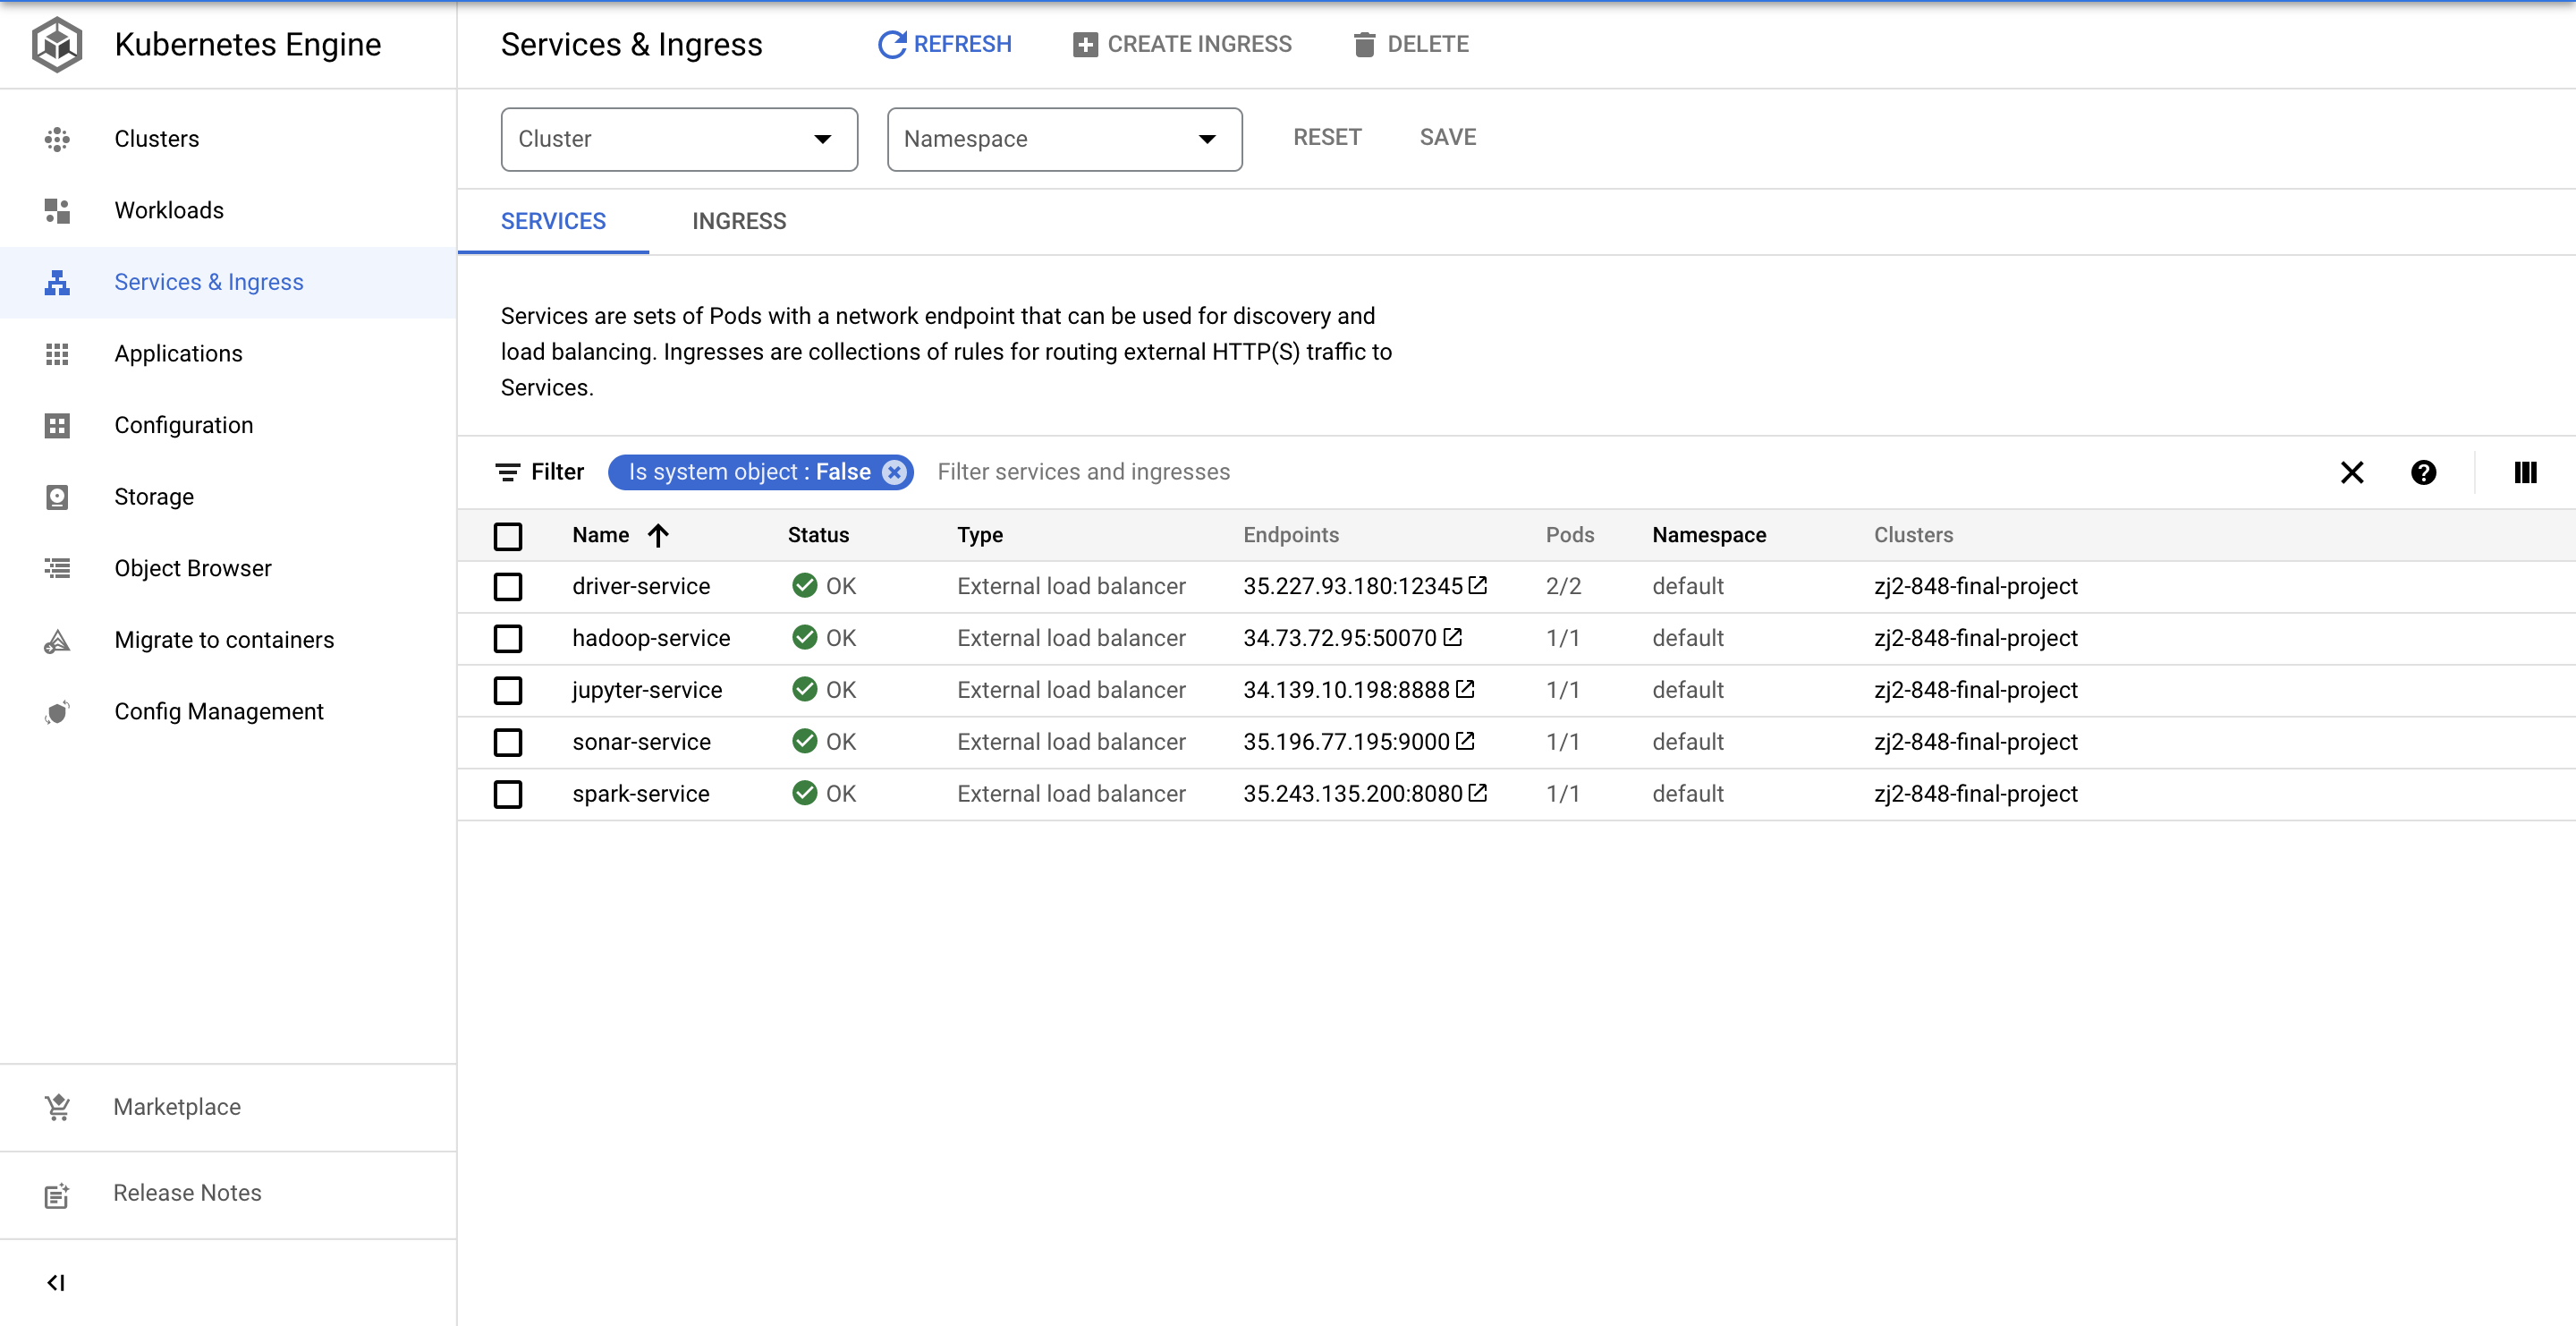 Kubernetes Engine
Services & Ingress
REFRESH
CREATE INGRESS
DELETE
Clusters
Workloads
Services & Ingress
Applications
Configuration
Storage
Object Browser
Migrate to containers
Config Management
Marketplace
Release Notes
Cluster
Namespace
RESET
SAVE
SERVICES
INGRESS
Services are sets of Pods with a network endpoint that can be used for discovery and
load balancing. Ingresses are collections of rules for routing external HTTP(S) traffic to
Services.
Filter Is system object : False Filter services and ingresses
Name Status Type Endpoints Pods Namespace Clusters
driver-service OK External load balancer 35.227.93.180:12345 2/2 default zj2-848-final-project
hadoop-service OK External load balancer 34.73.72.95:50070 1/1 default zj2-848-final-project
jupyter-service OK External load balancer 34.139.10.198:8888 1/1 default zj2-848-final-project
sonar-service OK External load balancer 35.196.77.195:9000 1/1 default zj2-848-final-project
spark-service OK External load balancer 35.243.135.200:8080 1/1 default zj2-848-final-project